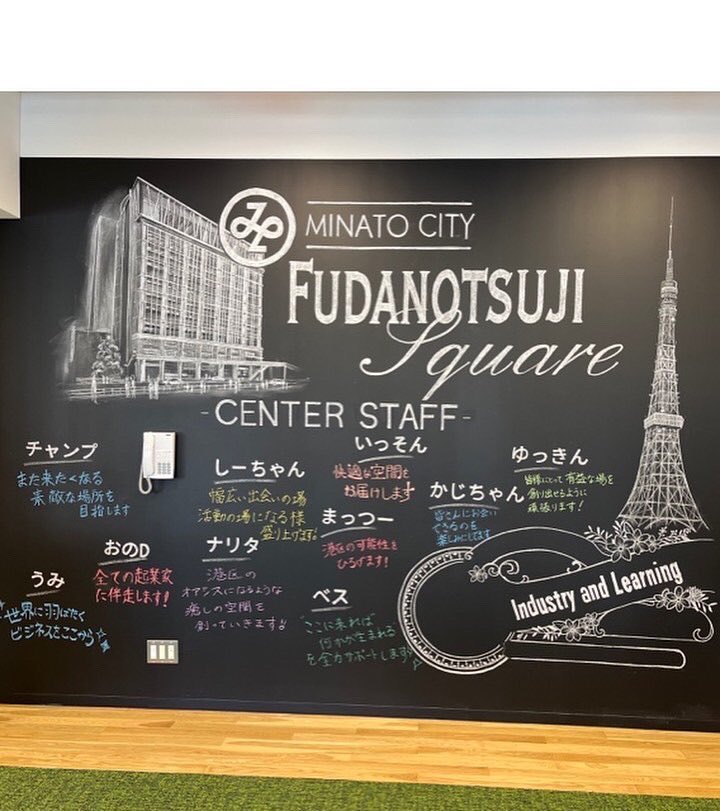 MINATO CITY
FUDANOTSUJI
Square
-CENTER STAFF-
チャンプ
また来たくなる
素敵な場所を
目指します
しーちゃん
幅広い出会いの場
活動の場になる様
盛り上げます!
いっそん
快適な空間を
お届けします
かじちゃん
皆さんにお会い
できるのを
楽しみにしてます
ゆっきん
皆様にとって有益な場を
創り出せるように
頑張ります!
まっつー
港区の可能性を
ひろげます!
おのD
全ての起業家
に伴走します!
ナリタ
港区の
オアシスになるような
癒しの空間を
創っていきます!!
うみ
世界に羽ばたく
ビジネスをここから
ベス
"ここに来れば
何かが生まれる"
を全力サポートします
Industry and Learning